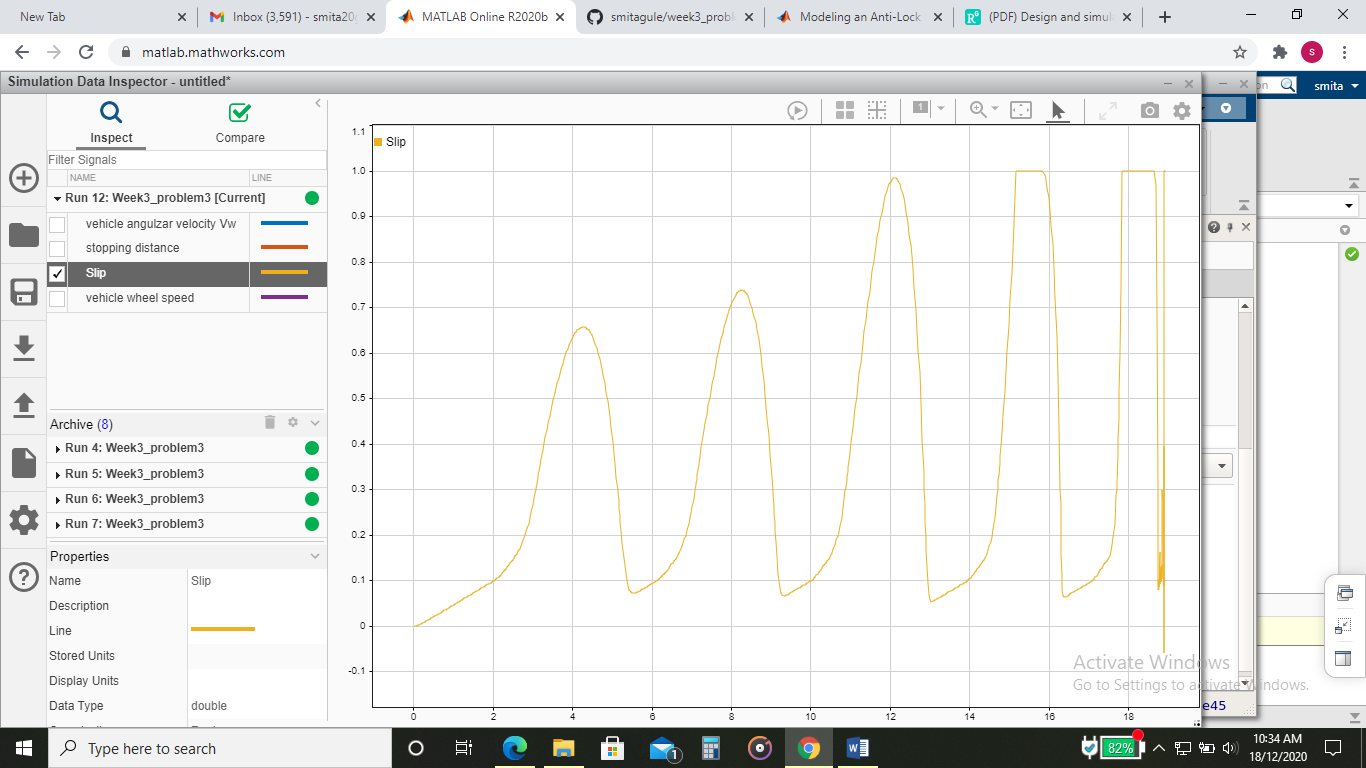 New Tab
Inbox (3,591) - smita20
MATLAB Online R2020b
smitagule/week3_probl
Modeling an Anti-Lock
(PDF) Design and simul
matlab.mathworks.com
s
Simulation Data Inspector - untitled*
smita
Inspect
Compare
Filter Signals
NAME
LINE
Run 12: Week3_problem3 [Current]
vehicle angulzar velocity Vw
stopping distance
Slip
vehicle wheel speed
Archive (8)
Run 4: Week3_problem3
Run 5: Week3_problem3
Run 6: Week3_problem3
Run 7: Week3_problem3
Properties
Name Slip
Description
Line
Stored Units
Display Units
Data Type double
1
Slip
1.1
1.0
0.9
0.8
0.7
0.6
0.5
0.4
0.3
0.2
0.1
0
-0.1
0 2 4 6 8 10 12 14 16 18
Activate Windows
Go to Settings to activate Windows.
e45
Type here to search
1
82%
10:34 AM
18/12/2020